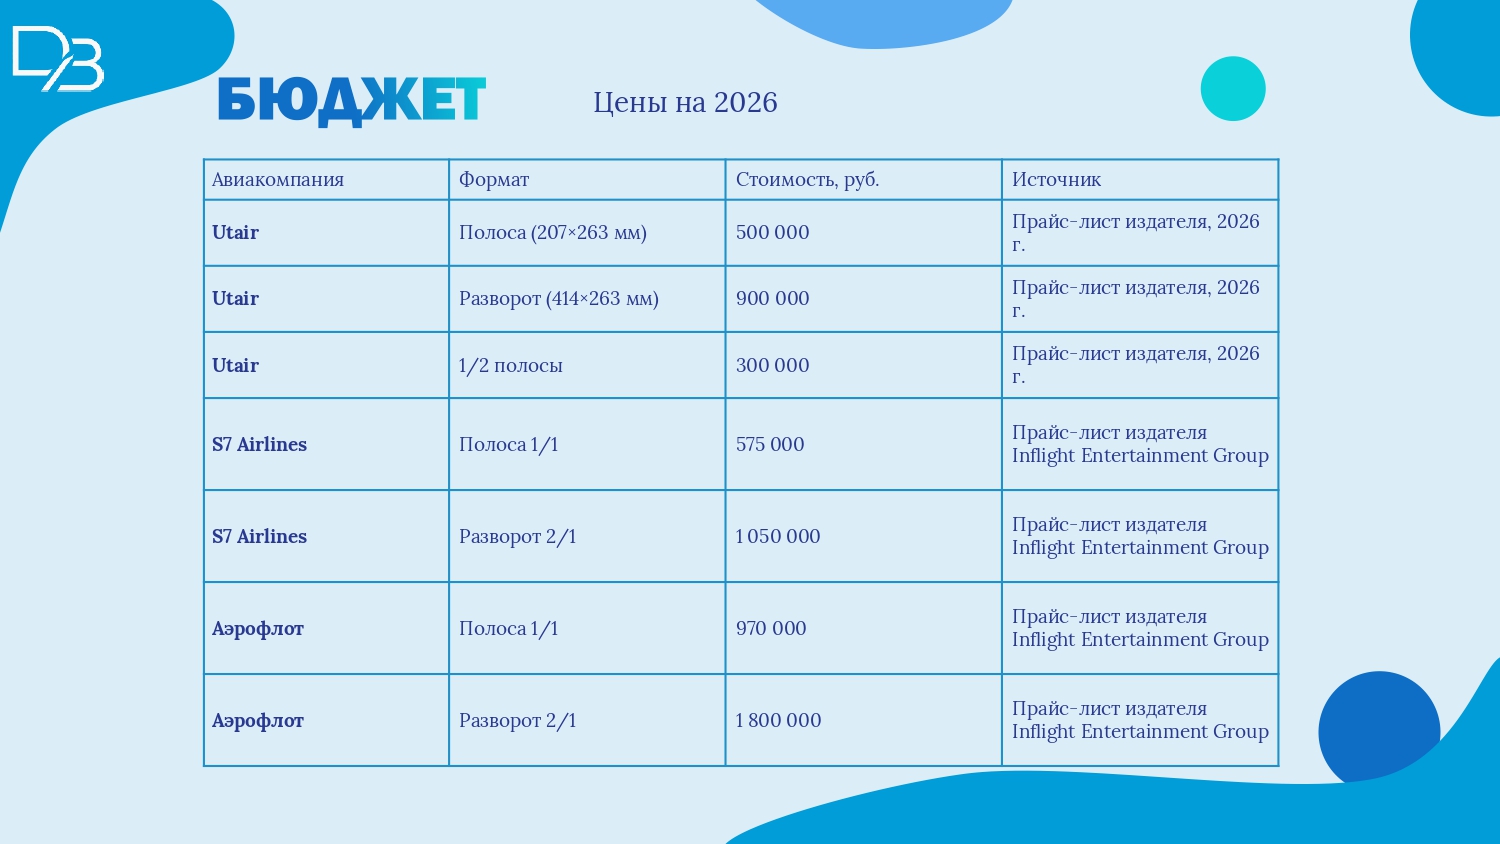 DB
БЮДЖЕТ
Цены на 2026
Авиакомпания Формат Стоимость, руб. Источник
Utair Полоса (207×263 мм) 500 000 Прайс-лист издателя, 2026
г.
Utair Разворот (414×263 мм) 900 000 Прайс-лист издателя, 2026
г.
Utair 1/2 полосы 300 000 Прайс-лист издателя, 2026
г.
S7 Airlines Полоса 1/1 575 000 Прайс-лист издателя
Inflight Entertainment Group
S7 Airlines Разворот 2/1 1 050 000 Прайс-лист издателя
Inflight Entertainment Group
Аэрофлот Полоса 1/1 970 000 Прайс-лист издателя
Inflight Entertainment Group
Аэрофлот Разворот 2/1 1 800 000 Прайс-лист издателя
Inflight Entertainment Group